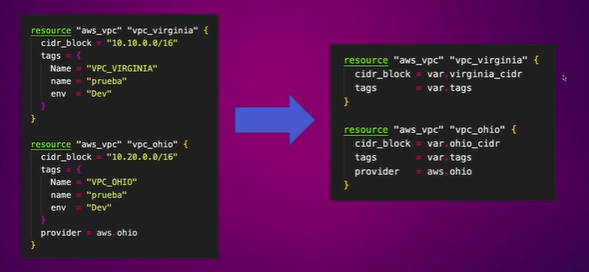 resource "aws_vpc" "vpc_virginia" {
cidr_block = "10.10.0.0/16"
tags = {
Name = "VPC_VIRGINIA"
name = "prueba"
env = "Dev"
}
}
resource "aws_vpc" "vpc_ohio" {
cidr_block = "10.20.0.0/16"
tags = {
Name = "VPC_OHIO"
name = "prueba"
env = "Dev"
}
provider = aws.ohio
}
resource "aws_vpc" "vpc_virginia" {
cidr_block = var.virginia_cidr
tags = var.tags
}
resource "aws_vpc" "vpc_ohio" {
cidr_block = var.ohio_cidr
tags = var.tags
provider = aws.ohio
}